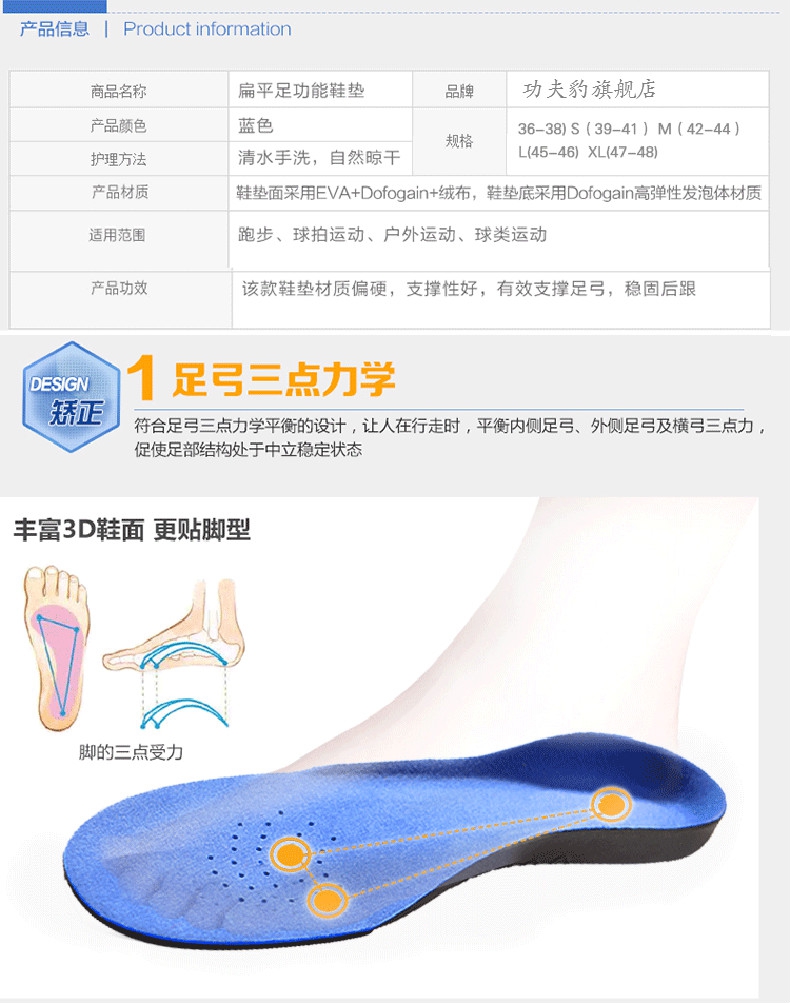 产品信息 | Product information
商品名称 扁平足功能鞋垫 品牌 功夫豹旗舰店
产品颜色 蓝色 规格 36-38) S（39-41） M（42-44）
L(45-46) XL(47-48)
护理方法 清水手洗，自然晾干
产品材质 鞋垫面采用EVA+Dofogain+绒布，鞋垫底采用Dofogain高弹性发泡体材质
适用范围 跑步、球拍运动、户外运动、球类运动
产品功效 该款鞋垫材质偏硬，支撑性好，有效支撑足弓，稳固后跟
DESIGN
矫正
1 足弓三点力学
符合足弓三点力学平衡的设计，让人在行走时，平衡内侧足弓、外侧足弓及横弓三点力，
促使足部结构处于中立稳定状态
丰富3D鞋面 更贴脚型
脚的三点受力